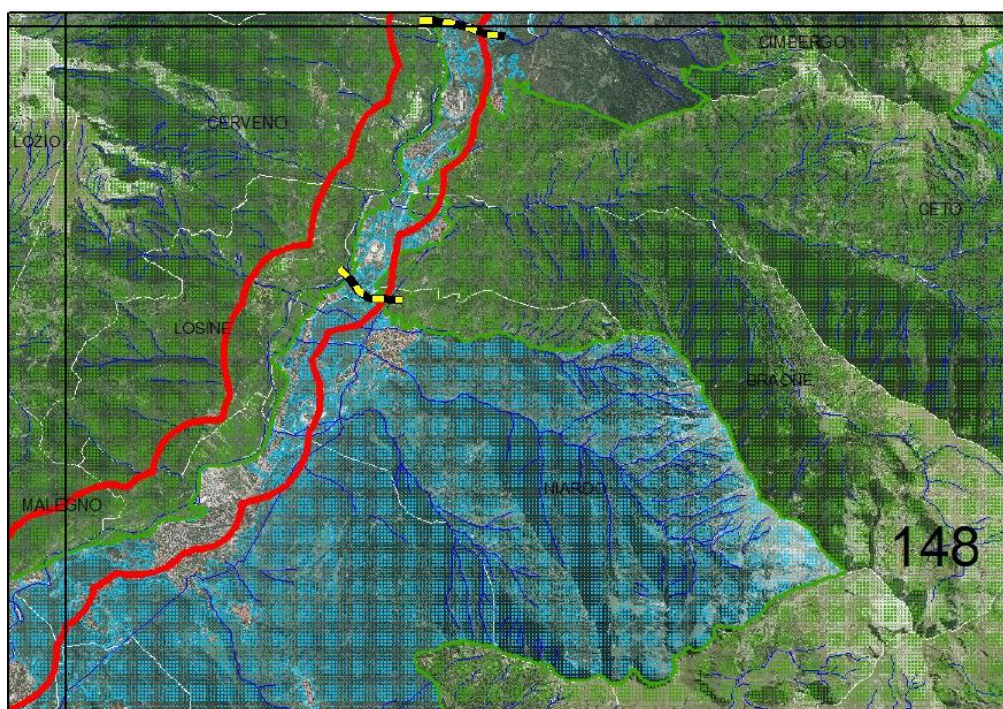 CIMBERGO
CERVENO
LOZIO
CETO
LOSINE
BRAONE
NIARDO
MALEGNO
148